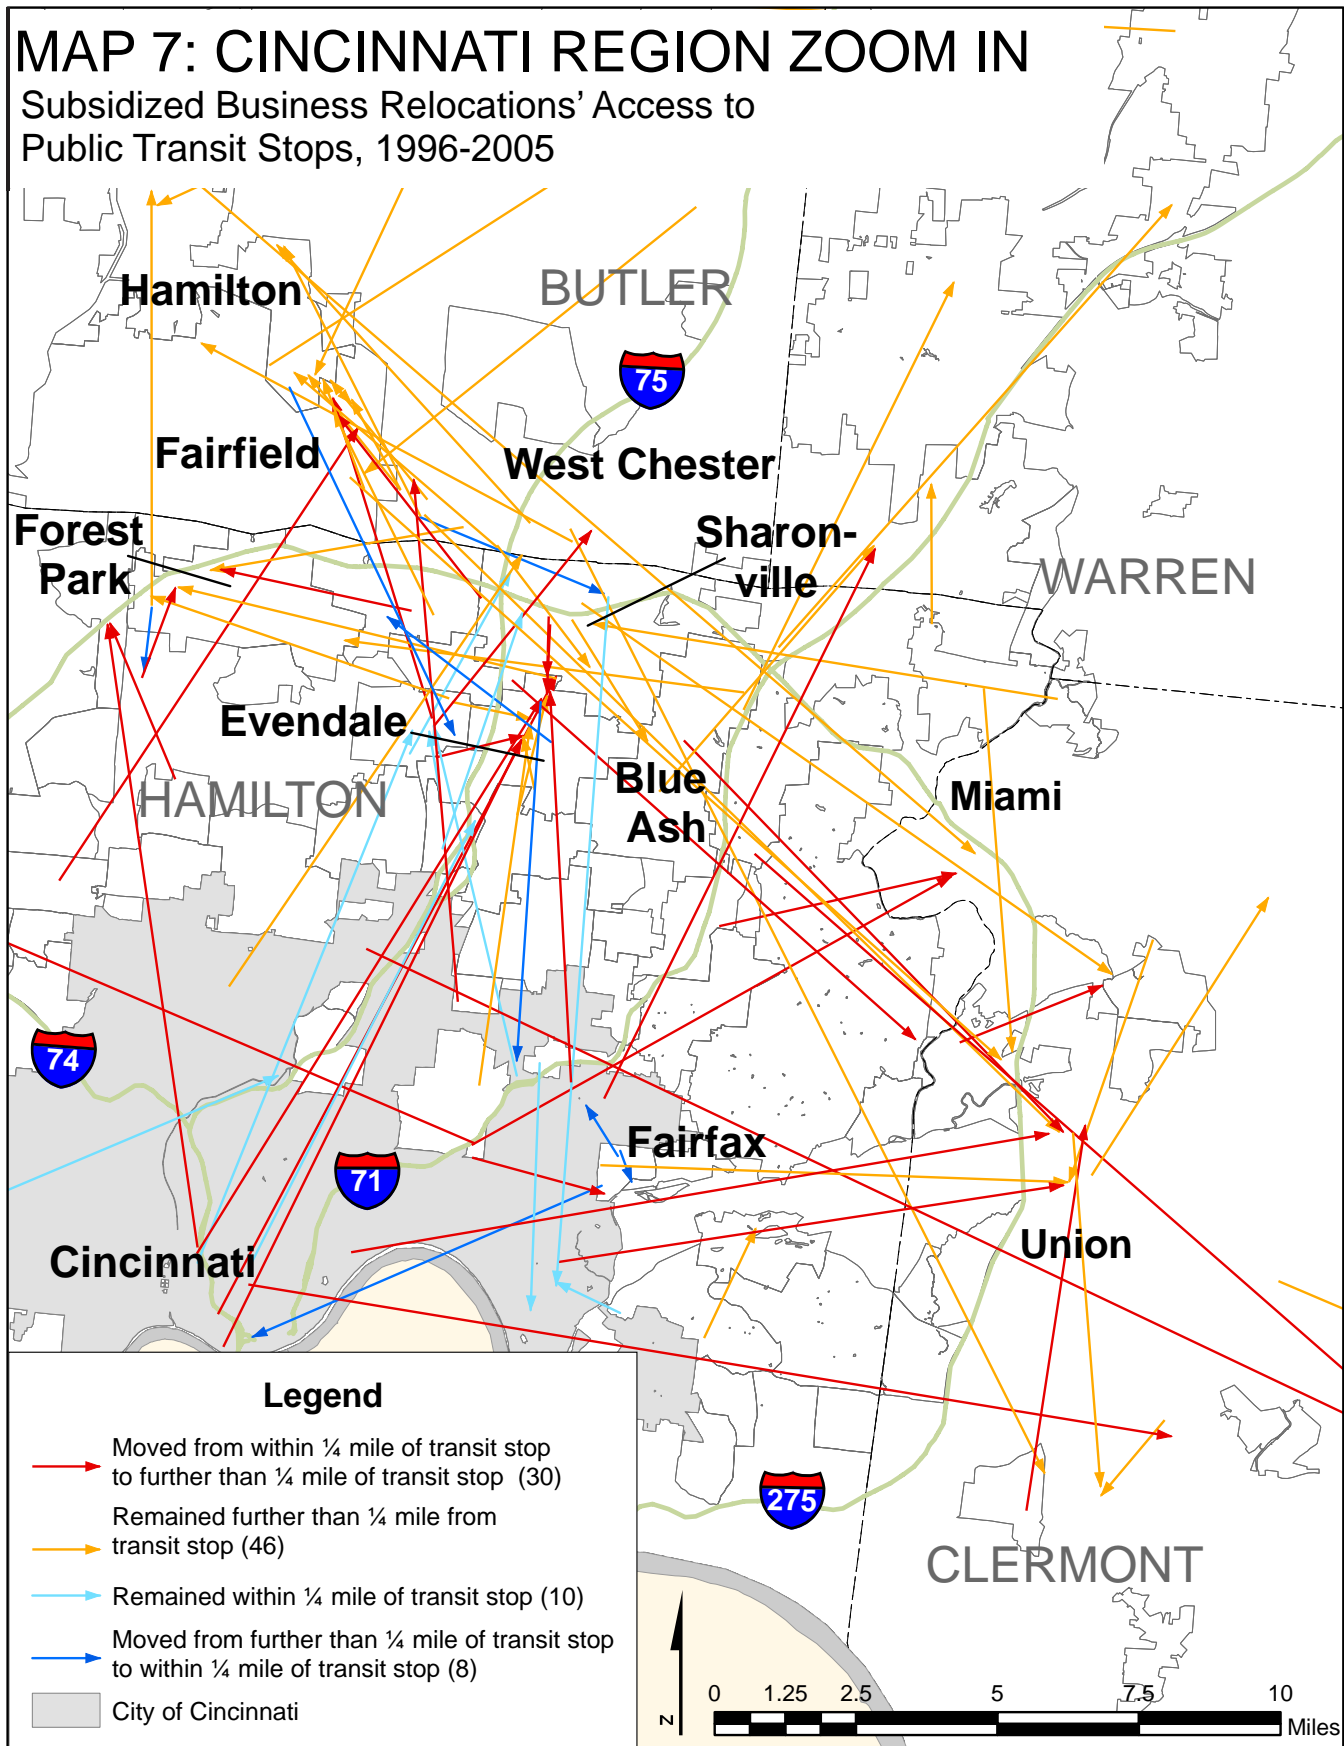 MAP 7: CINCINNATI REGION ZOOM IN
Subsidized Business Relocations’ Access to
Public Transit Stops, 1996-2005
Hamilton
BUTLER
75
Fairfield
West Chester
Forest
Park
Sharon-
ville
WARREN
Evendale
HAMILTON
Blue
Ash
Miami
74
71
Fairfax
Cincinnati
Union
275
CLERMONT
Legend
Moved from within ¼ mile of transit stop
to further than ¼ mile of transit stop (30)
Remained further than ¼ mile from
transit stop (46)
Remained within ¼ mile of transit stop (10)
Moved from further than ¼ mile of transit stop
to within ¼ mile of transit stop (8)
City of Cincinnati
N
0 1.25 2.5 5 7.5 10
Miles